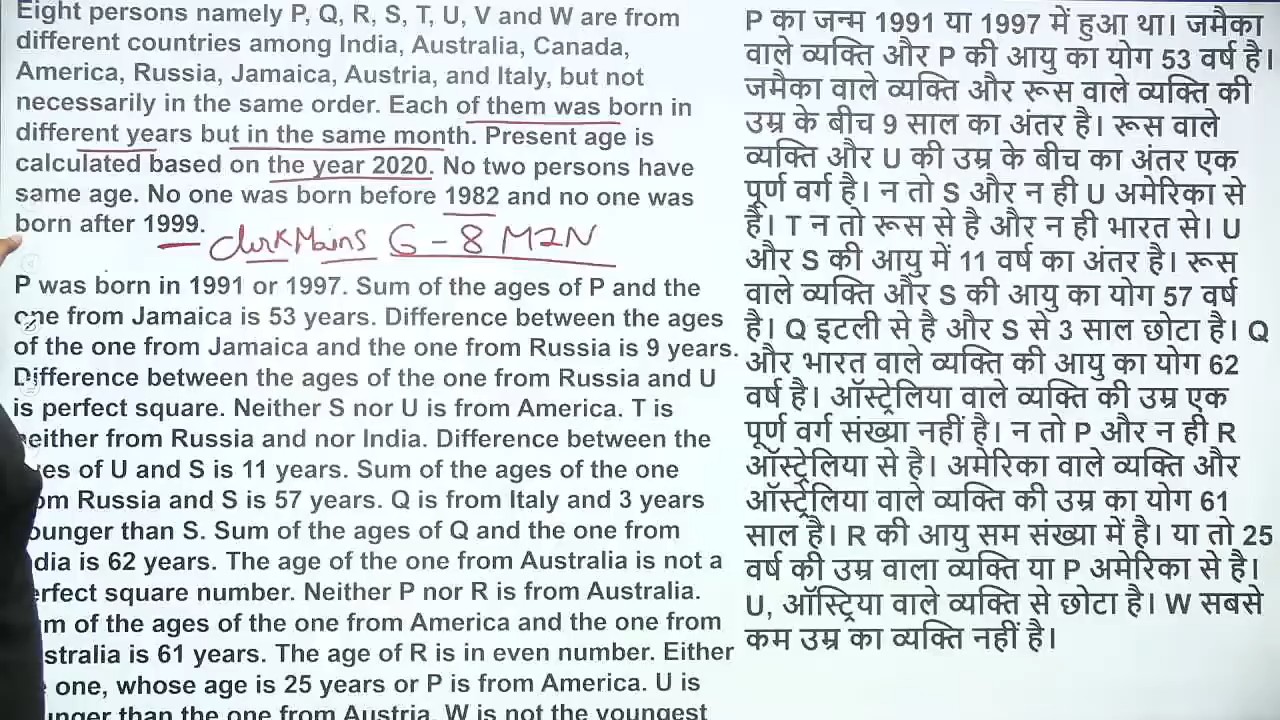 Eight persons namely P, Q, R, S, T, U, V and W are from
different countries among India, Australia, Canada,
America, Russia, Jamaica, Austria, and Italy, but not
necessarily in the same order. Each of them was born in
different years but in the same month. Present age is
calculated based on the year 2020. No two persons have
same age. No one was born before 1982 and no one was
born after 1999.
Clerk Mains 6 - 8 MIN
P was born in 1991 or 1997. Sum of the ages of P and the
one from Jamaica is 53 years. Difference between the ages
of the one from Jamaica and the one from Russia is 9 years.
Difference between the ages of the one from Russia and U
is perfect square. Neither S nor U is from America. T is
neither from Russia and nor India. Difference between the
of U and S is 11 years. Sum of the ages of the one
Russia and S is 57 years. Q is from Italy and 3 years
than S. Sum of the ages of Q and the one from
is 62 years. The age of the one from Australia is not a
square number. Neither P nor R is from Australia.
of the ages of the one from America and the one from
is 61 years. The age of R is in even number. Either
one, whose age is 25 years or P is from America. U is
than the one from Austria. W is not the youngest
P का जन्म 1991 या 1997 में हुआ था। जमैका
वाले व्यक्ति और P की आयु का योग 53 वर्ष है।
जमैका वाले व्यक्ति और रूस वाले व्यक्ति की
उम्र के बीच 9 साल का अंतर है। रूस वाले
व्यक्ति और U की उम्र के बीच का अंतर एक
पूर्ण वर्ग है। न तो S और न ही U अमेरिका से
है। T न तो रूस से है और न ही भारत से। U
और S की आयु में 11 वर्ष का अंतर है। रूस
वाले व्यक्ति और S की आयु का योग 57 वर्ष
है। Q इटली से है और S से 3 साल छोटा है। Q
और भारत वाले व्यक्ति की आयु का योग 62
वर्ष है। ऑस्ट्रेलिया वाले व्यक्ति की उम्र एक
पूर्ण वर्ग संख्या नहीं है। न तो P और न ही R
ऑस्ट्रेलिया से है। अमेरिका वाले व्यक्ति और
ऑस्ट्रेलिया वाले व्यक्ति की उम्र का योग 61
साल है। R की आयु सम संख्या में है। या तो 25
वर्ष की उम्र वाला व्यक्ति या P अमेरिका से है।
U, ऑस्ट्रिया वाले व्यक्ति से छोटा है। W सबसे
कम उम्र का व्यक्ति नहीं है।